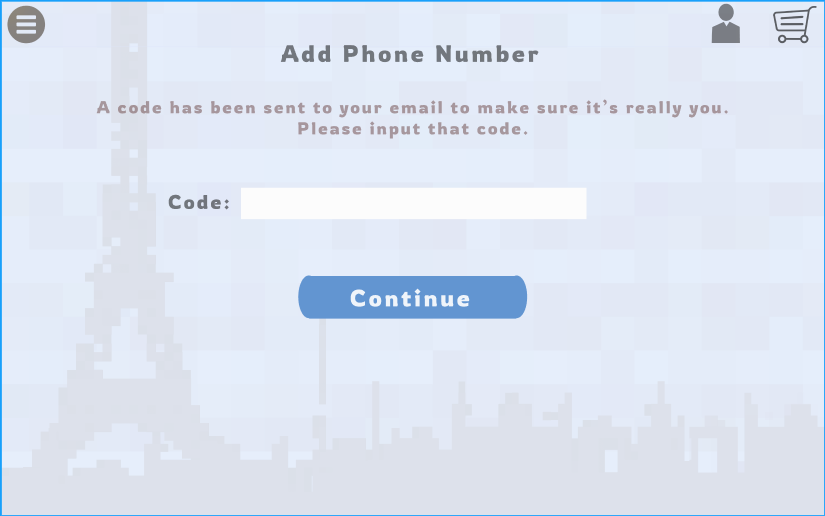 Add Phone Number
A code has been sent to your email to make sure it's really you.
Please input that code.
Code:
Continue